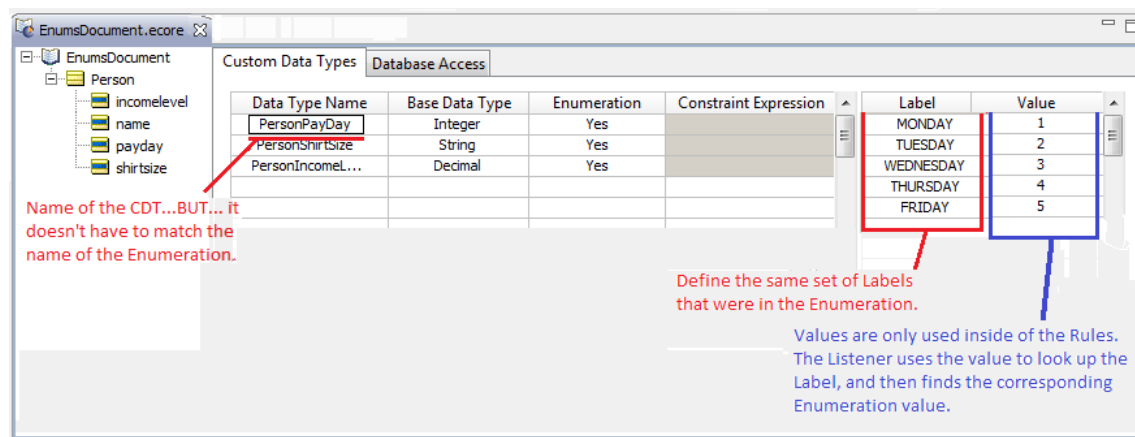 EnumsDocument.ecore
EnumsDocument
Person
incomelevel
name
payday
shirtsize
Custom Data Types Database Access
Data Type Name Base Data Type Enumeration Constraint Expression Label Value
PersonPayDay Integer Yes MONDAY 1
PersonShirtSize String Yes TUESDAY 2
PersonIncomeL... Decimal Yes WEDNESDAY 3
THURSDAY 4
FRIDAY 5
Name of the CDT...BUT... it
doesn't have to match the
name of the Enumeration.
Define the same set of Labels
that were in the Enumeration.
Values are only used inside of the Rules.
The Listener uses the value to look up the
Label, and then finds the corresponding
Enumeration value.